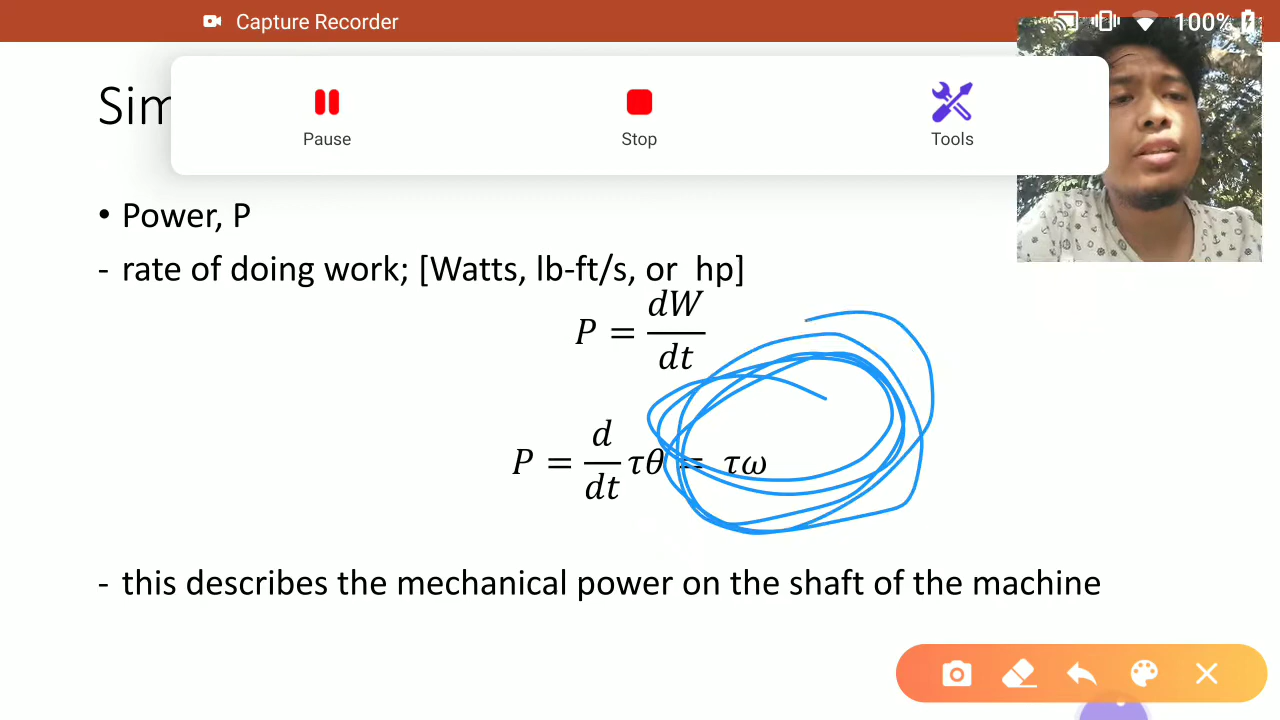 Capture Recorder
100%
Pause
Stop
Tools
• Power, P
- rate of doing work; [Watts, lb-ft/s, or hp]
P = dW/dt
P = d/dt τθ = τω
- this describes the mechanical power on the shaft of the machine